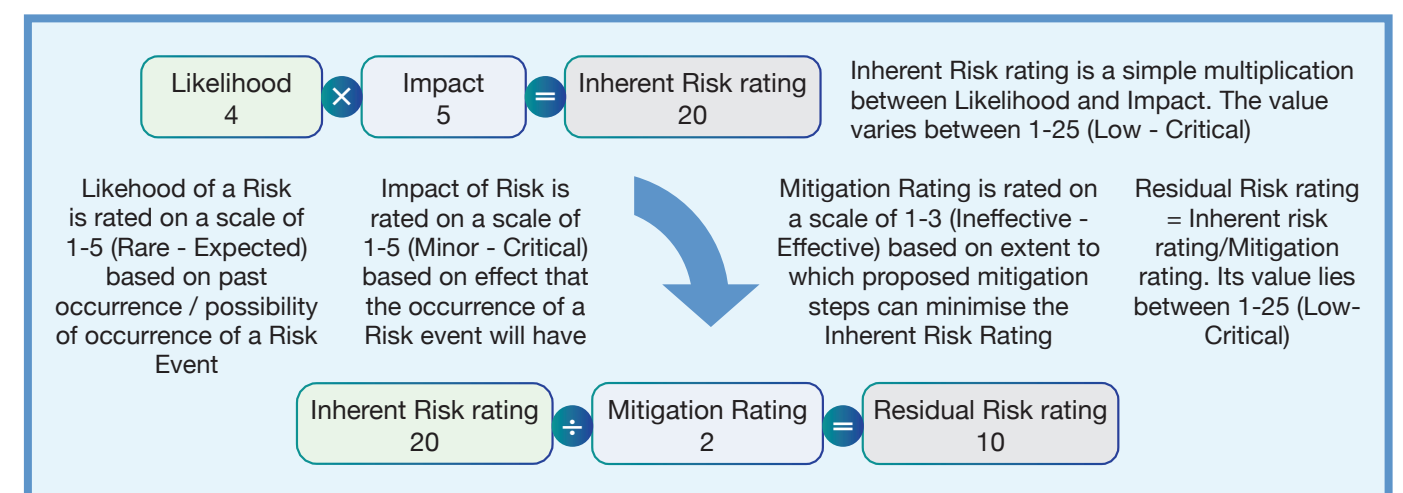 Likelihood
4
×
Impact
5
=
Inherent Risk rating
20
Inherent Risk rating is a simple multiplication
between Likelihood and Impact. The value
varies between 1-25 (Low - Critical)
Likehood of a Risk
is rated on a scale of
1-5 (Rare - Expected)
based on past
occurrence / possibility
of occurrence of a Risk
Event
Impact of Risk is
rated on a scale of
1-5 (Minor - Critical)
based on effect that
the occurrence of a
Risk event will have
Mitigation Rating is rated on
a scale of 1-3 (Ineffective -
Effective) based on extent to
which proposed mitigation
steps can minimise the
Inherent Risk Rating
Residual Risk rating
= Inherent risk
rating/Mitigation
rating. Its value lies
between 1-25 (Low-
Critical)
Inherent Risk rating
20
÷
Mitigation Rating
2
=
Residual Risk rating
10